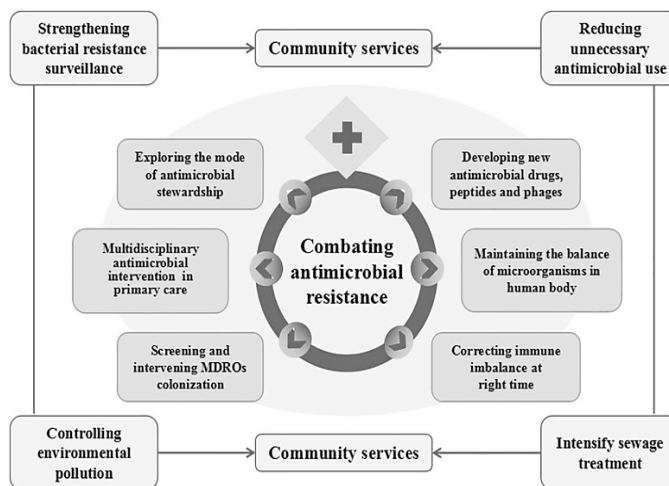 Strengthening
bacterial resistance
surveillance
Community services
Reducing
unnecessary
antimicrobial use
Exploring the mode
of antimicrobial
stewardship
Developing new
antimicrobial drugs,
peptides and phages
Multidisciplinary
antimicrobial
intervention in
primary care
Combating
antimicrobial
resistance
Maintaining the balance
of microorganisms in
human body
Screening and
intervening MDROs
colonization
Correcting immune
imbalance at
right time
Controlling
environmental
pollution
Community services
Intensify sewage
treatment